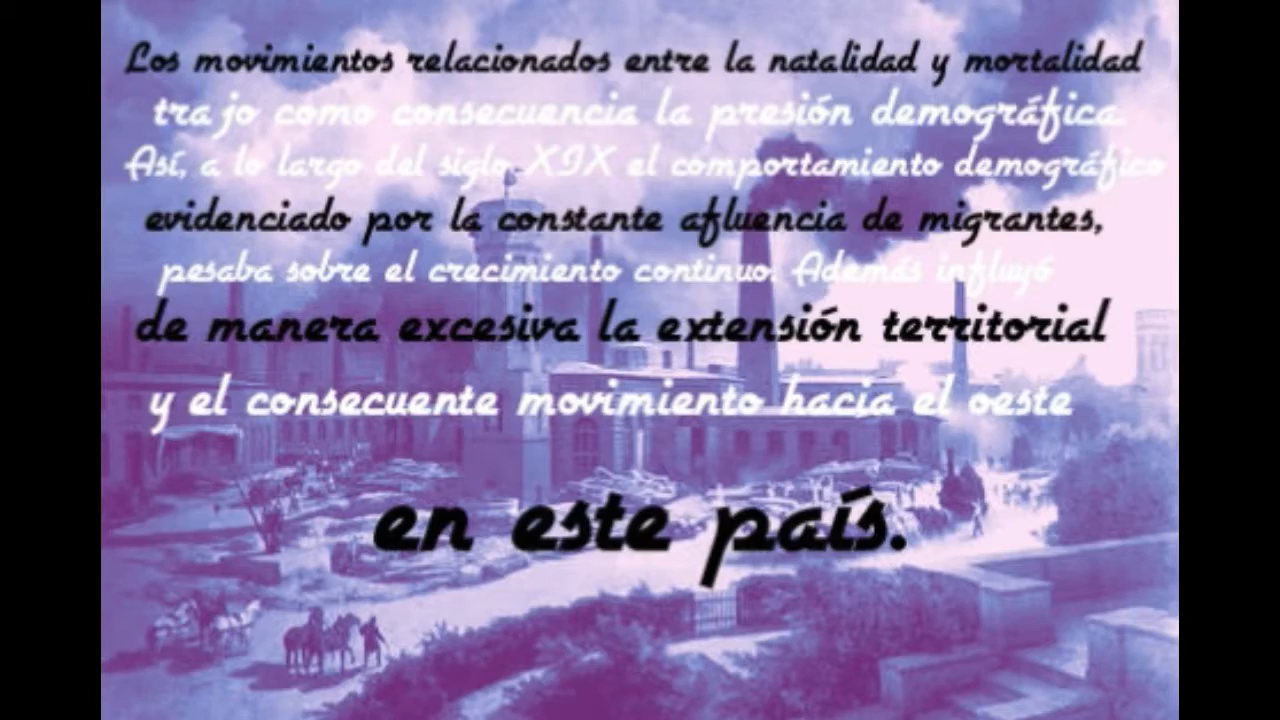 Los movimientos relacionados entre la natalidad y mortalidad
trajo como consecuencia la presión demográfica
Así, a lo largo del siglo XIX el comportamiento demográfico
evidenciado por la constante afluencia de migrantes,
pesaba sobre el crecimiento continuo. Además influyó
de manera excesiva la extensión territorial
y el consecuente movimiento hacia el oeste
en este país.